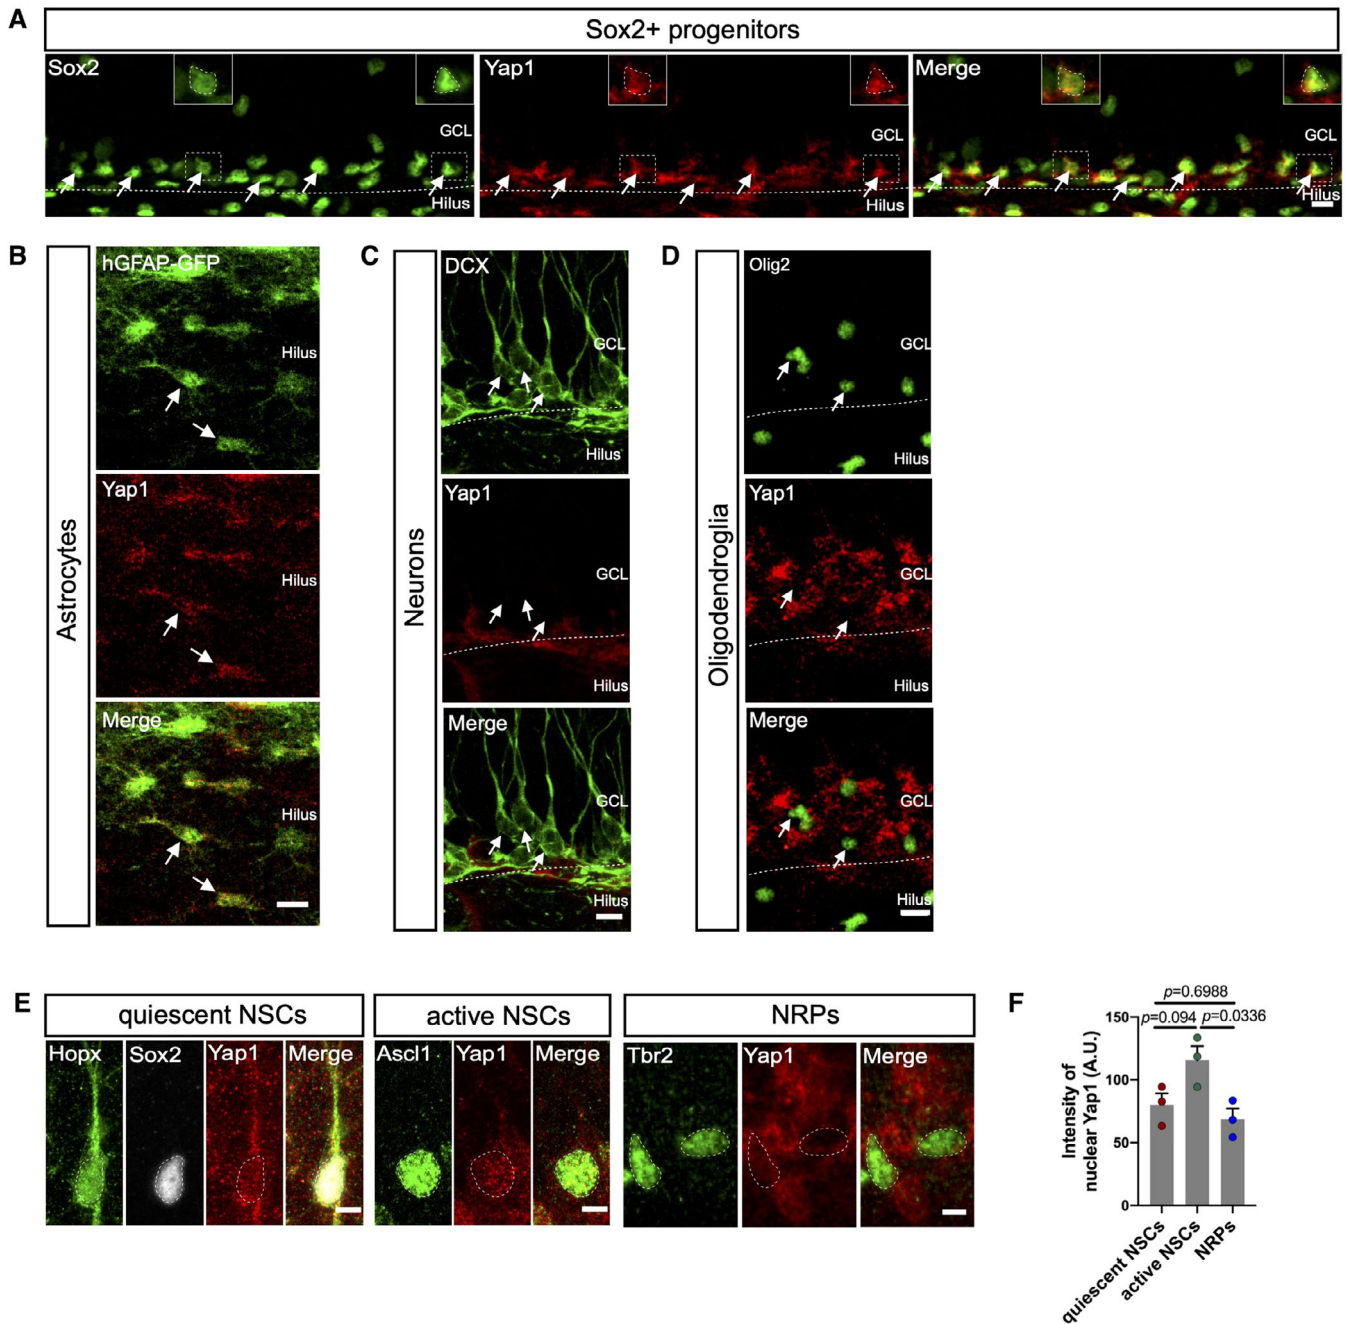 A
Sox2+ progenitors
Sox2
GCL
Hilus
Yap1
GCL
Hilus
Merge
GCL
Hilus
B
Astrocytes
hGFAP-GFP
Hilus
Yap1
Hilus
Merge
Hilus
C
Neurons
DCX
GCL
Hilus
Yap1
GCL
Hilus
Merge
GCL
Hilus
D
Oligodendroglia
Olig2
GCL
Hilus
Yap1
GCL
Hilus
Merge
GCL
Hilus
E
quiescent NSCs
Hopx
Sox2
Yap1
Merge
active NSCs
Ascl1
Yap1
Merge
NRPs
Tbr2
Yap1
Merge
F
p=0.6988
p=0.094
p=0.0336
Intensity of
nuclear Yap1 (A.U.)
150
100
50
0
quiescent NSCs
active NSCs
NRPs